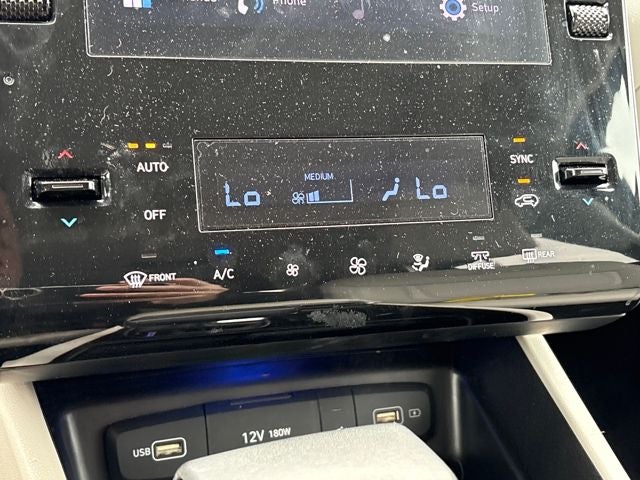 Phone
Setup
AUTO
OFF
MEDIUM
Lo
Lo
SYNC
FRONT
A/C
DIFFUSE
REAR
USB
12V 180W